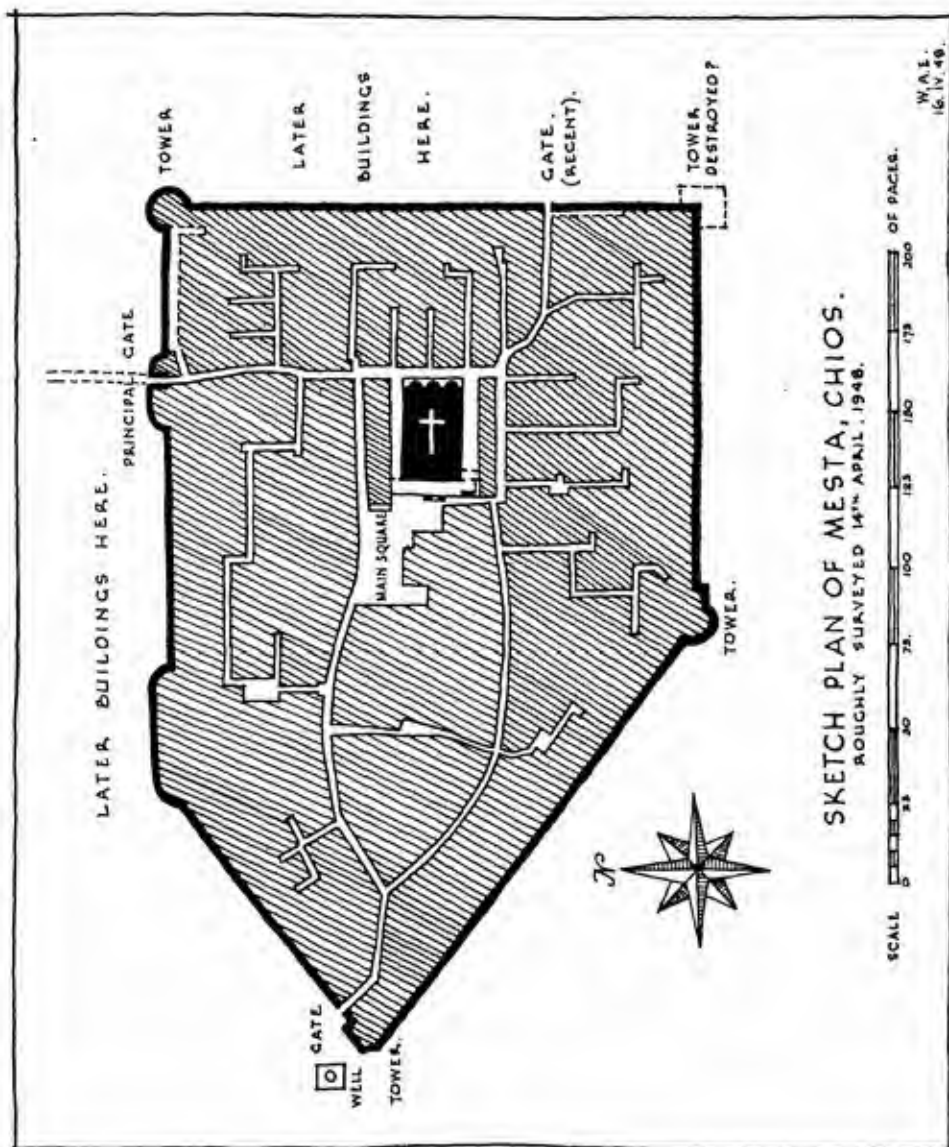 LATER BUILDINGS HERE.
PRINCIPAL GATE
TOWER
LATER
BUILDINGS
HERE.
GATE.
(RECENT).
TOWER
DESTROYED?
MAIN SQUARE
GATE
WELL
TOWER.
TOWER.
N
SKETCH PLAN OF MESTA, CHIOS.
ROUGHLY SURVEYED 14TH APRIL, 1948.
SCALE 0 25 50 75 100 125 150 175 200 OF PACES.
W.A.E.
16.IV.48.